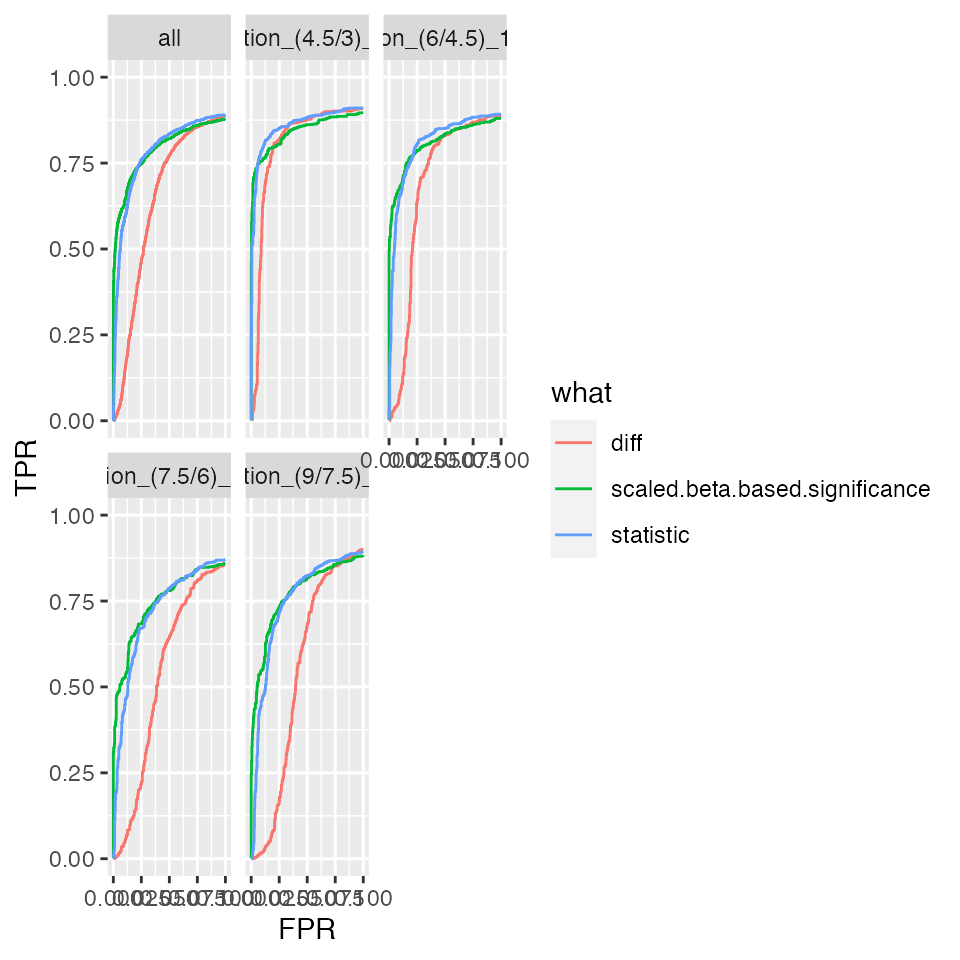 all
tion_(4.5/3)_
on_(6/4.5)_1
1.00
0.75
0.50
0.25
0.00
TPR
ion_(7.5/6)_
tion_(9/7.5)_
1.00
0.75
0.50
0.25
0.00
FPR
what
diff
scaled.beta.based.significance
statistic